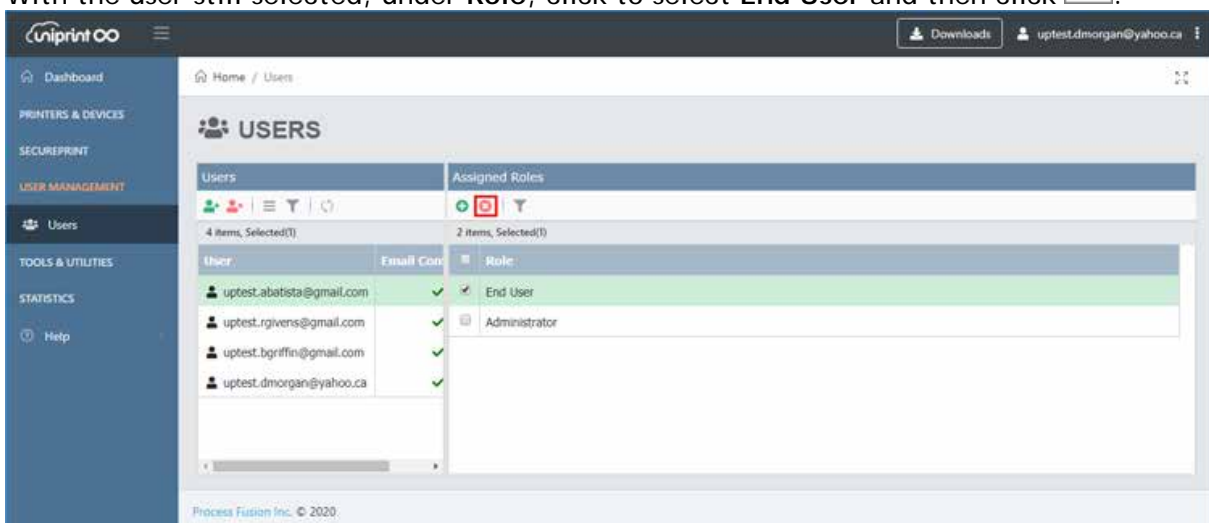 With the user still selected, under Role, click to select End User and then click .
uniprint
Downloads
uptest.dmorgan@yahoo.ca
Dashboard
Home / Users
PRINTERS & DEVICES
USERS
SECUREPRINT
USER MANAGEMENT
Users
Assigned Roles
Users
4 items, Selected(1)
2 items, Selected(1)
TOOLS & UTILITIES
User
Email Con
Role
STATISTICS
uptest.abatista@gmail.com
End User
Help
uptest.rgivens@gmail.com
Administrator
uptest.bgriffin@gmail.com
uptest.dmorgan@yahoo.ca
Process Fusion Inc. © 2020